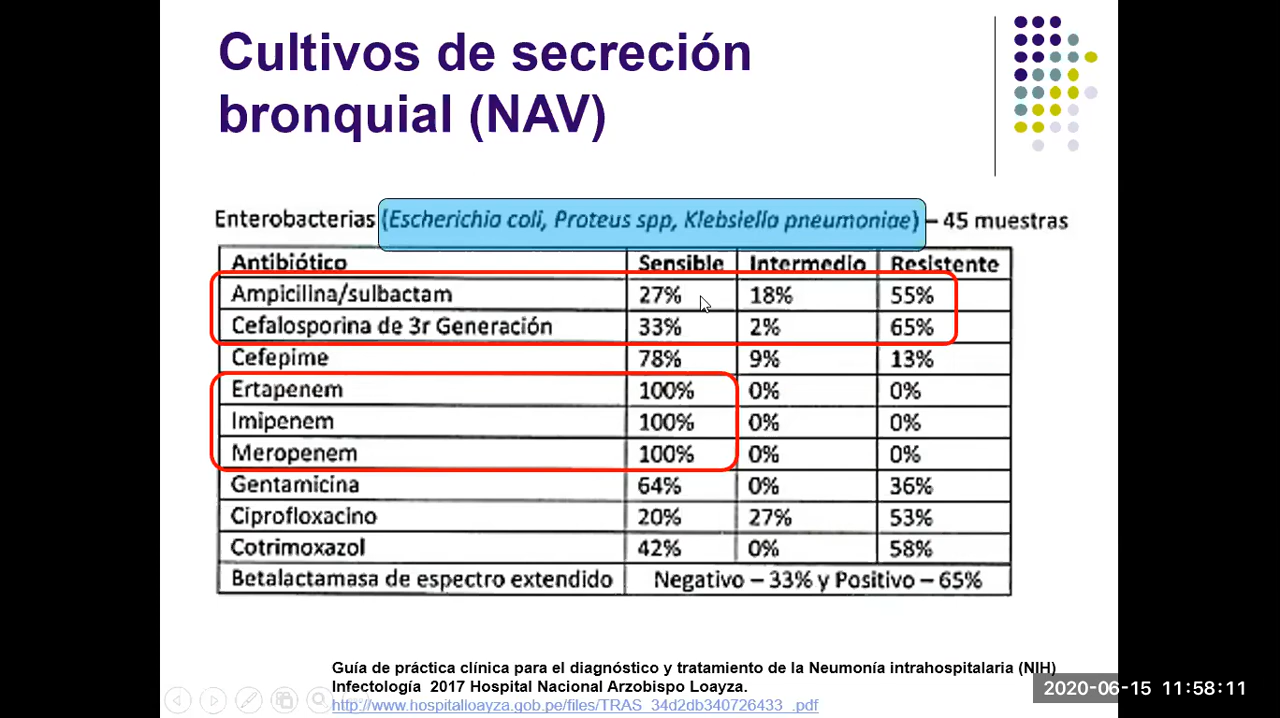 Cultivos de secreción
bronquial (NAV)
Enterobacterias (Escherichia coli, Proteus spp, Klebsiella pneumoniae) – 45 muestras
Antibiótico Sensible Intermedio Resistente
Ampicilina/sulbactam 27% 18% 55%
Cefalosporina de 3r Generación 33% 2% 65%
Cefepime 78% 9% 13%
Ertapenem 100% 0% 0%
Imipenem 100% 0% 0%
Meropenem 100% 0% 0%
Gentamicina 64% 0% 36%
Ciprofloxacino 20% 27% 53%
Cotrimoxazol 42% 0% 58%
Betalactamasa de espectro extendido Negativo – 33% y Positivo – 65%
Guía de práctica clínica para el diagnóstico y tratamiento de la Neumonía intrahospitalaria (NIH)
Infectología 2017 Hospital Nacional Arzobispo Loayza.
http://www.hospitalloayza.gob.pe/files/TRAS_34d2db340726433_.pdf
2020-06-15 11:58:11